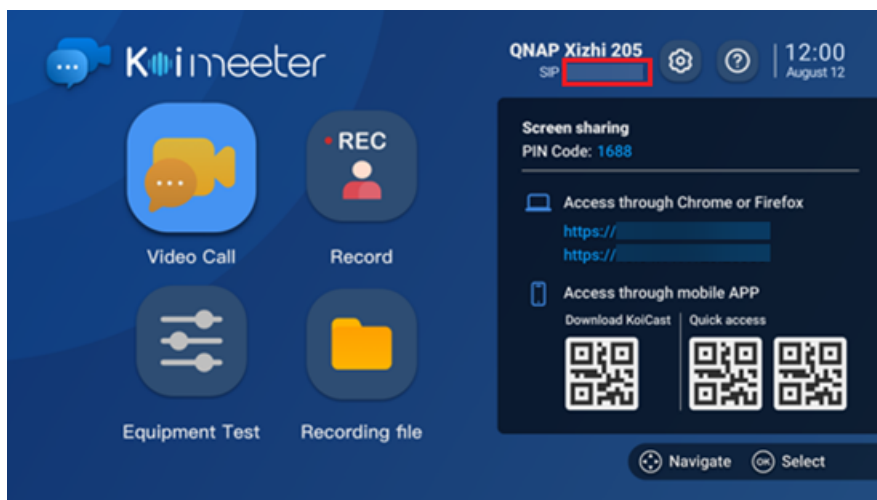 Koimeeter
QNAP Xizhi 205
SIP
12:00
August 12
REC
Video Call
Record
Equipment Test
Recording file
Screen sharing
PIN Code: 1688
Access through Chrome or Firefox
https://
https://
Access through mobile APP
Download KoiCast
Quick access
Navigate
OK
Select